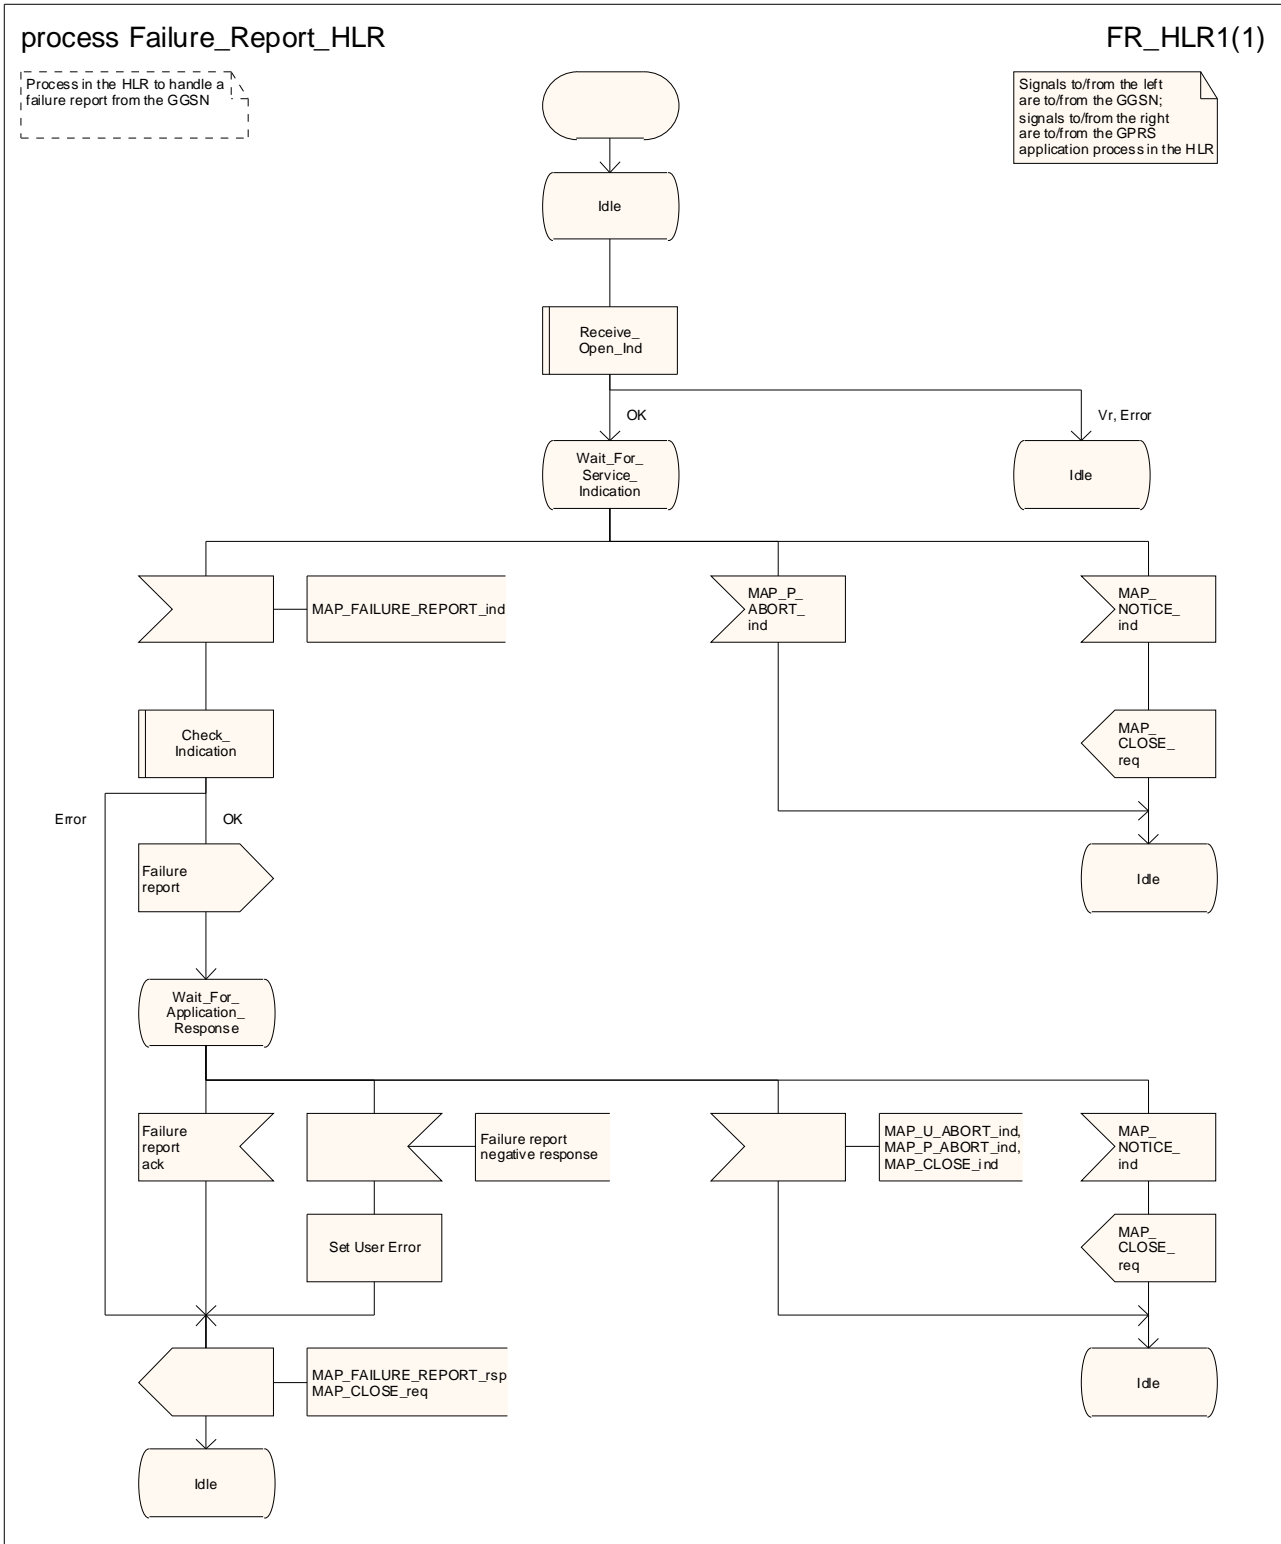 process Failure_Report_HLR
FR_HLR1(1)
Process in the HLR to handle a
failure report from the GGSN
Signals to/from the left
are to/from the GGSN;
signals to/from the right
are to/from the GPRS
application process in the HLR
Idle
Receive_
Open_Ind
OK
Vr, Error
Wait_For_
Service_
Indication
Idle
MAP_FAILURE_REPORT_ind
MAP_P_
ABORT_
ind
MAP_
NOTICE_
ind
Check_
Indication
MAP_
CLOSE_
req
Error
OK
Failure
report
Idle
Wait_For_
Application_
Response
Failure
report
ack
Failure report
negative response
MAP_U_ABORT_ind,
MAP_P_ABORT_ind,
MAP_CLOSE_ind
MAP_
NOTICE_
ind
Set User Error
MAP_
CLOSE_
req
MAP_FAILURE_REPORT_rsp
MAP_CLOSE_req
Idle
Idle